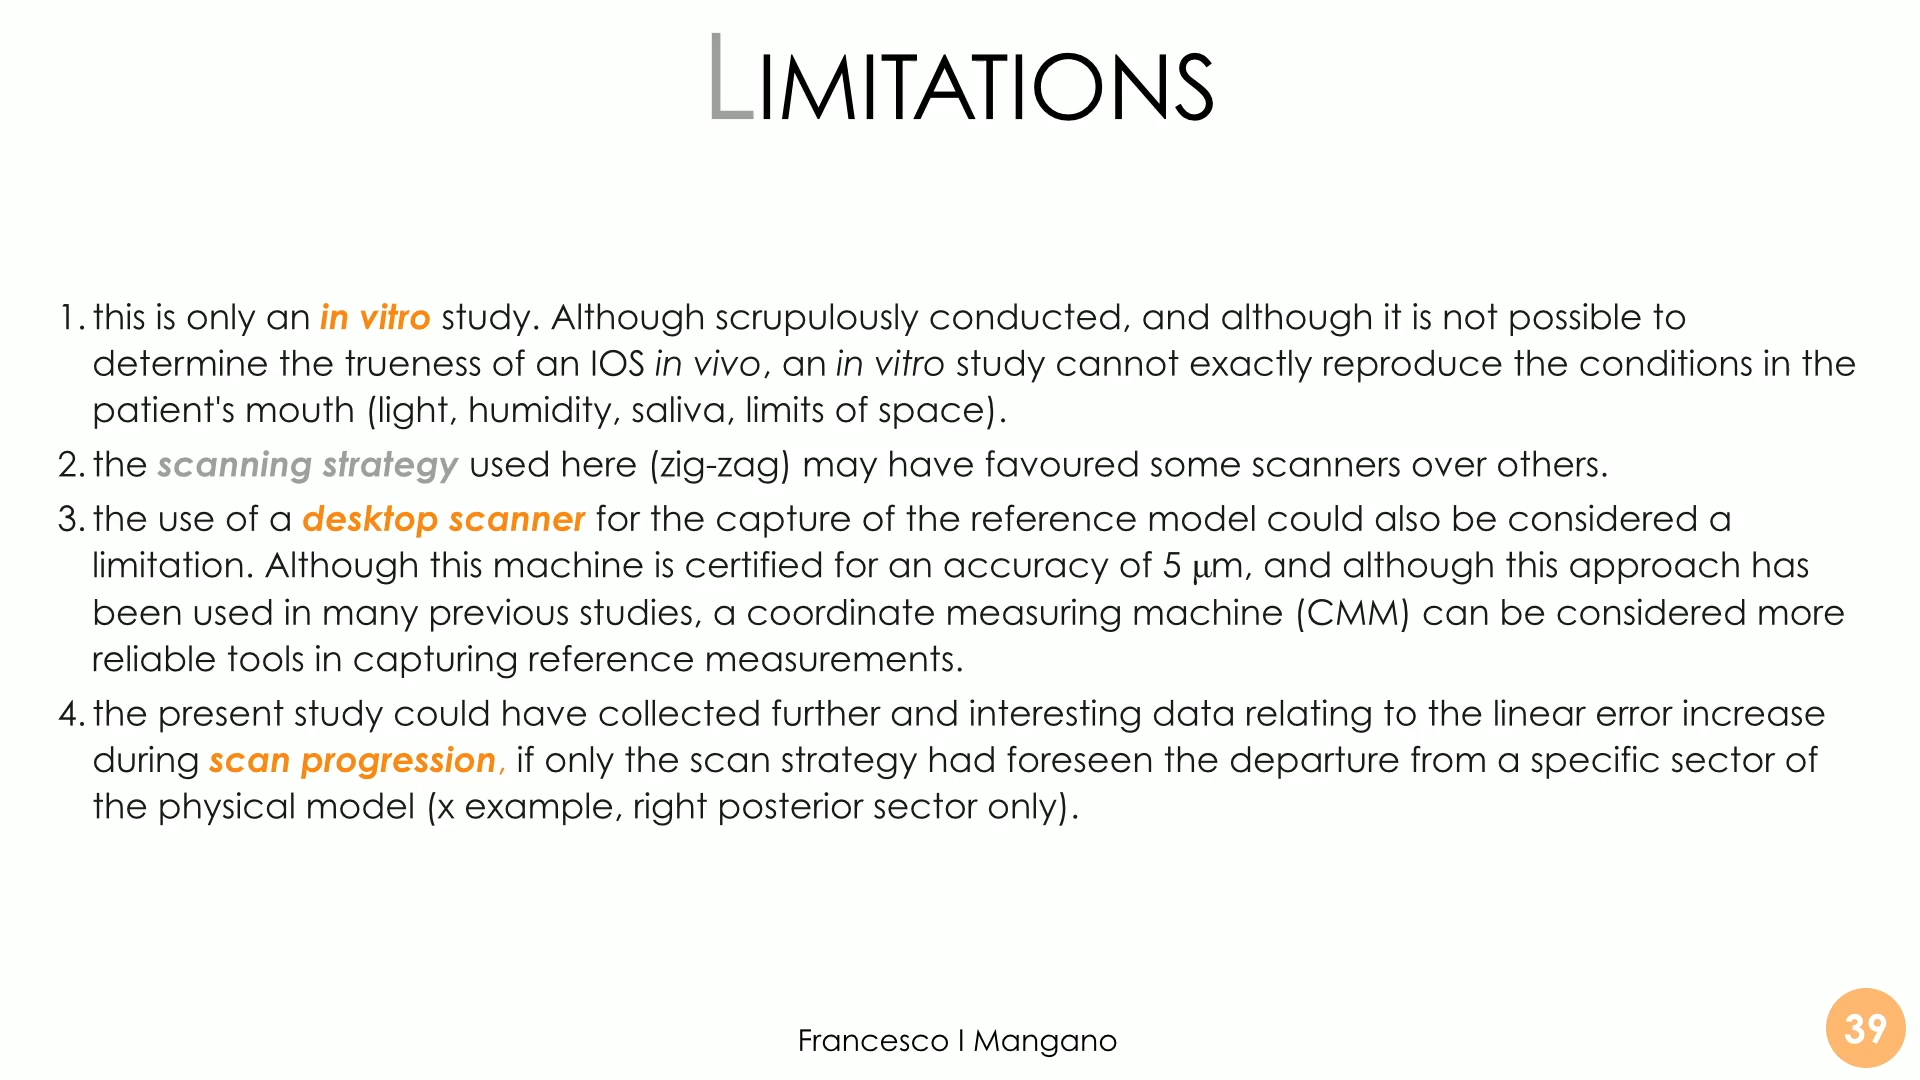 LIMITATIONS
1. this is only an in vitro study. Although scrupulously conducted, and although it is not possible to
determine the trueness of an IOS in vivo, an in vitro study cannot exactly reproduce the conditions in the
patient's mouth (light, humidity, saliva, limits of space).
2. the scanning strategy used here (zig-zag) may have favoured some scanners over others.
3. the use of a desktop scanner for the capture of the reference model could also be considered a
limitation. Although this machine is certified for an accuracy of 5 μm, and although this approach has
been used in many previous studies, a coordinate measuring machine (CMM) can be considered more
reliable tools in capturing reference measurements.
4. the present study could have collected further and interesting data relating to the linear error increase
during scan progression, if only the scan strategy had foreseen the departure from a specific sector of
the physical model (x example, right posterior sector only).
Francesco I Mangano
39